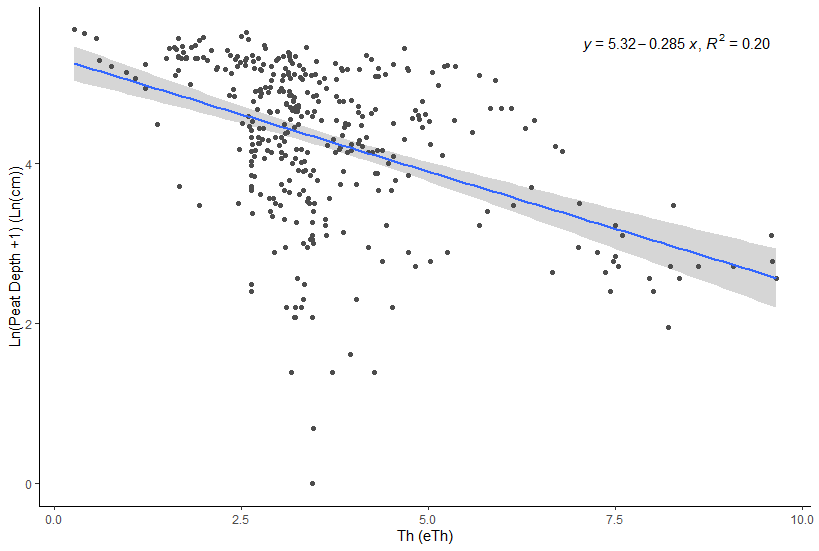 y = 5.32 – 0.285 x, R² = 0.20
Ln(Peat Depth +1) (Ln(cm))
4
2
0
0.0 2.5 5.0 7.5 10.0
Th (eTh)